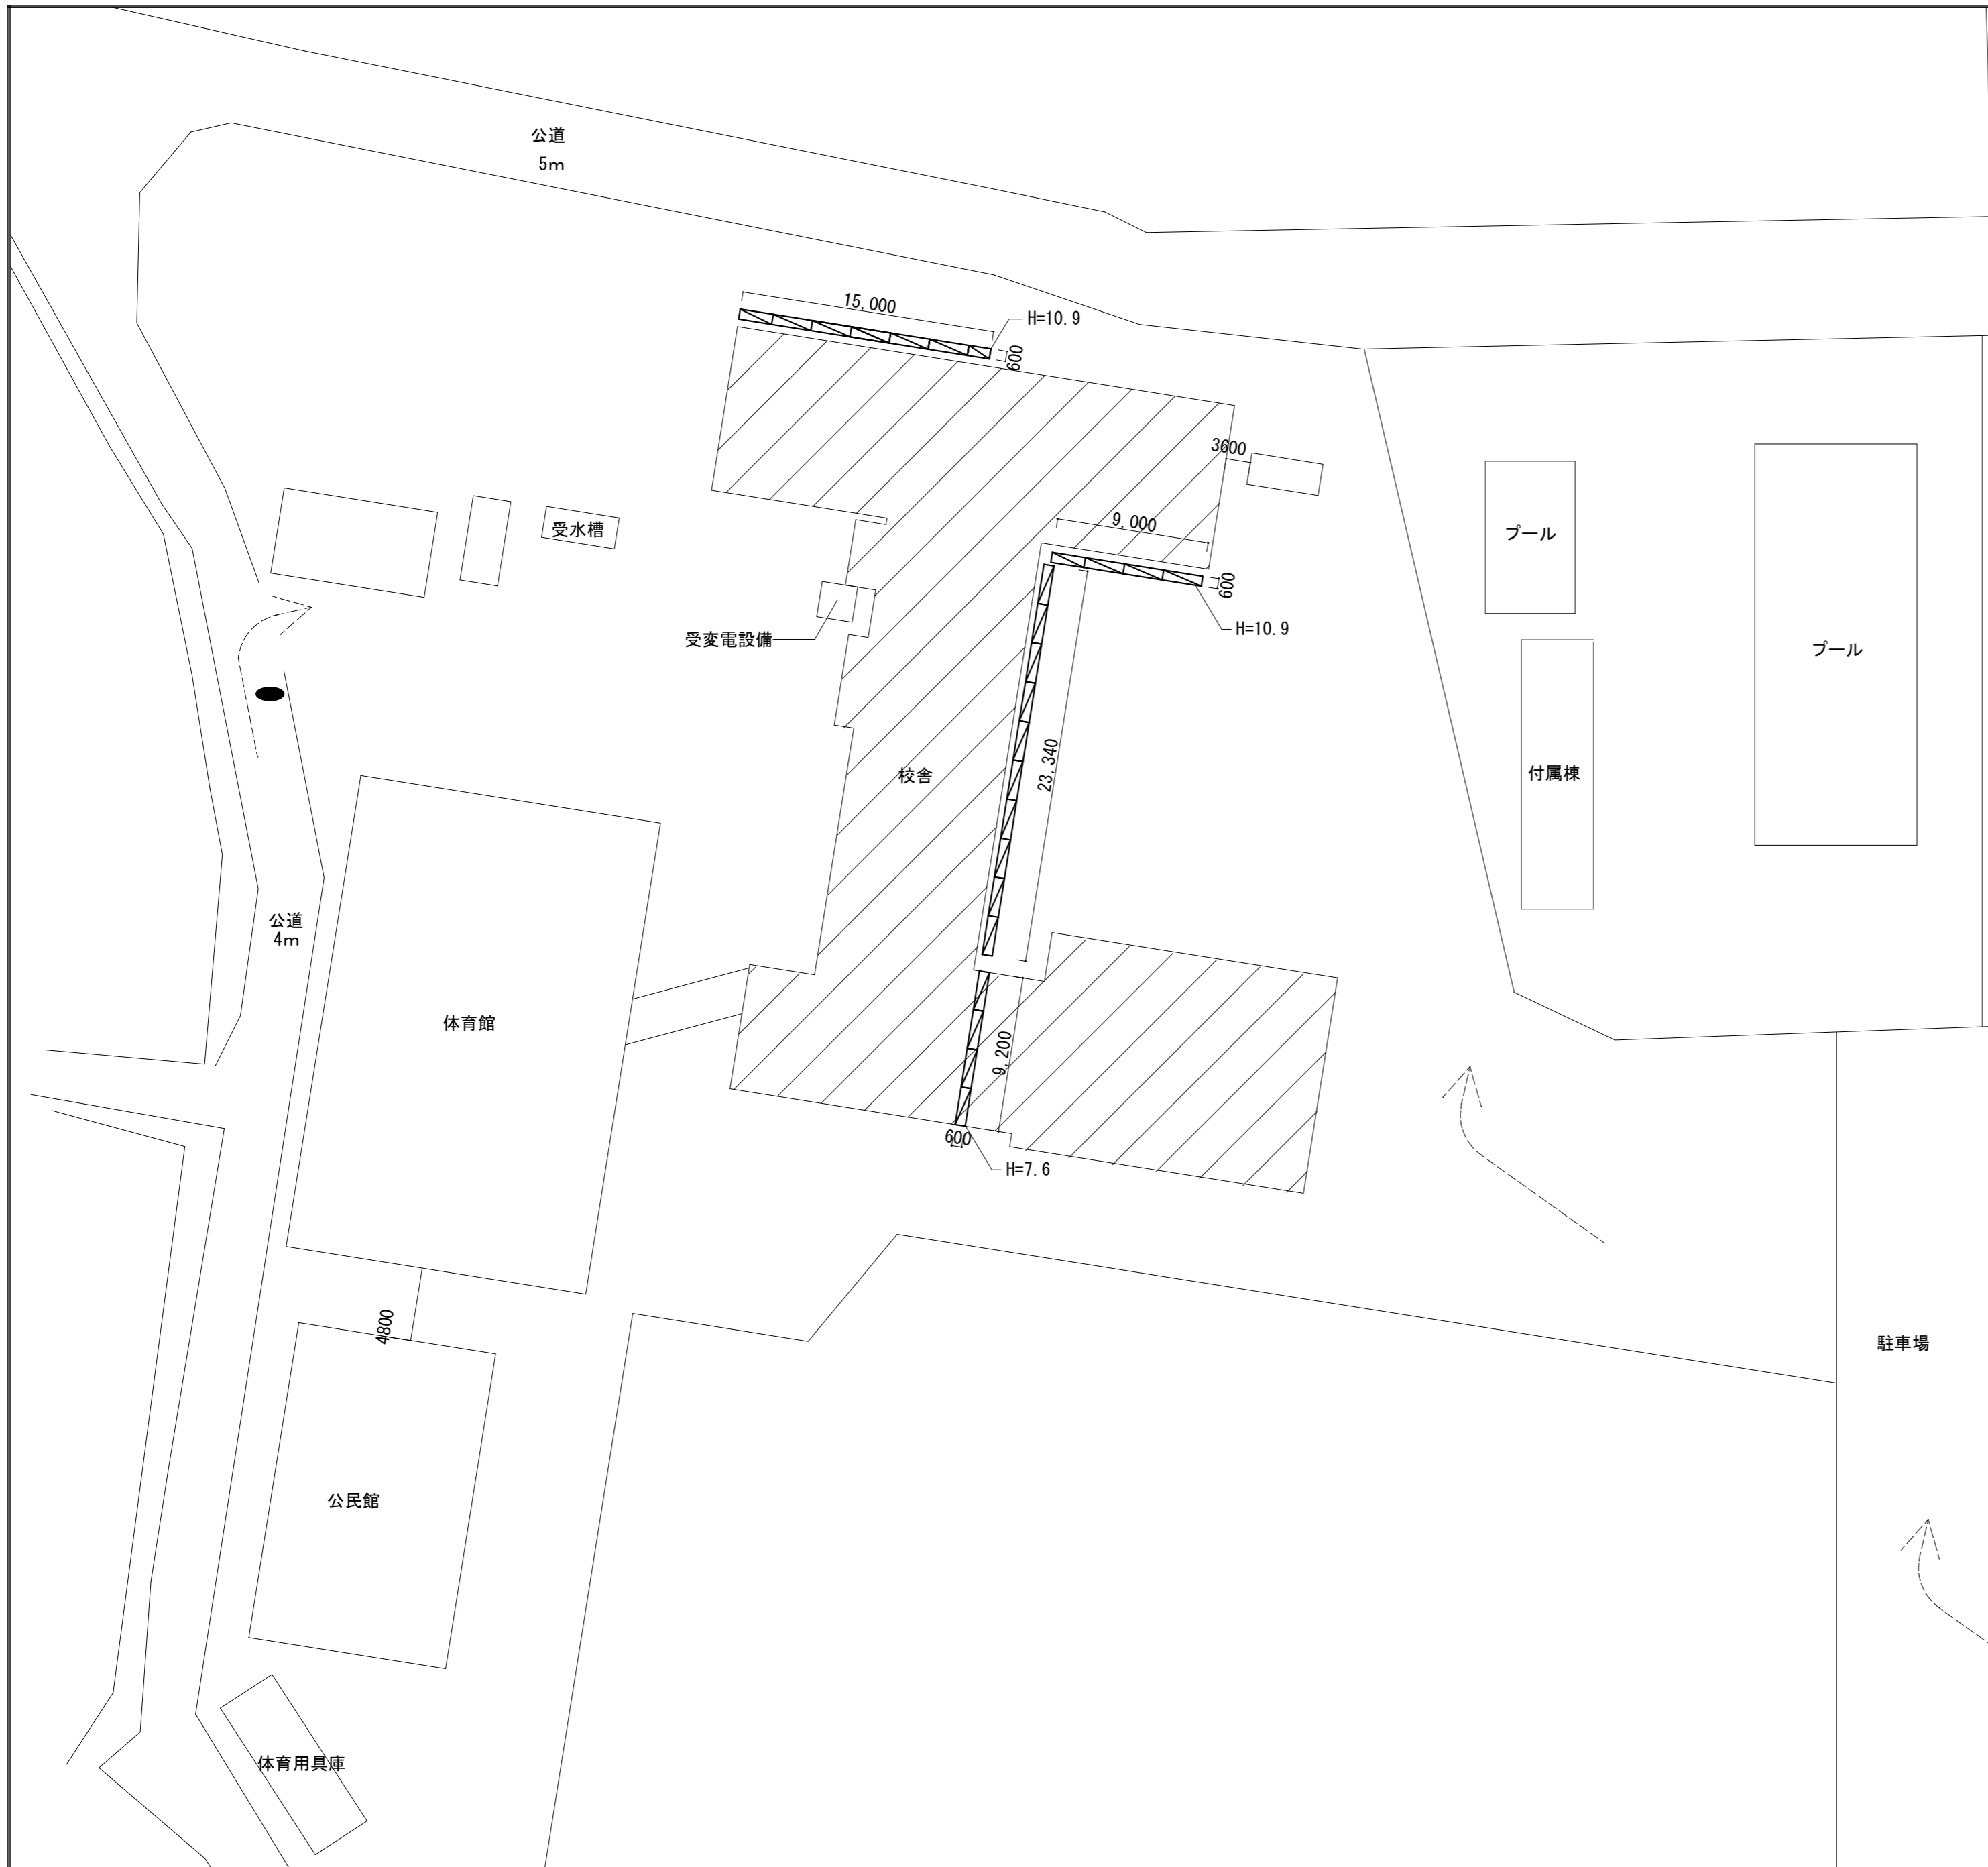 公道
5m
15,000
H=10.9
600
3600
9,000
受水槽
プール
600
受変電設備
H=10.9
プール
23,340
校舎
付属棟
公道
4m
体育館
9,200
600
H=7.6
4800
駐車場
公民館
体育用具庫